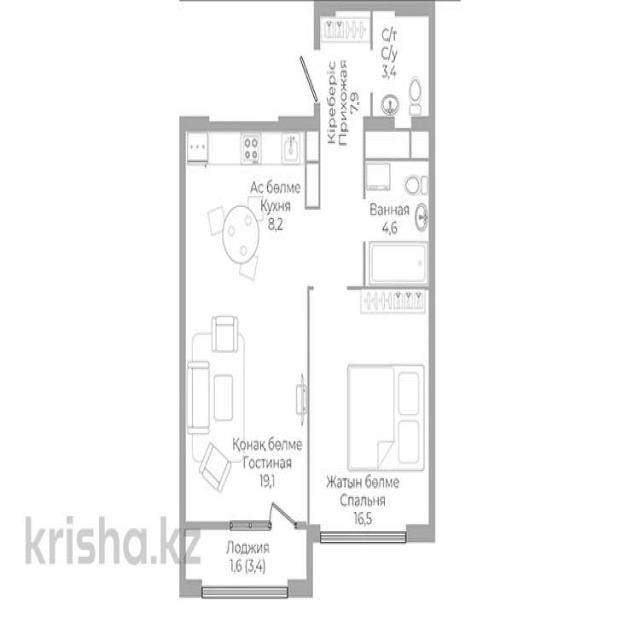 С/т
С/у
3,4
Кіреберіс
Прихожая
7,9
Ас бөлме
Кухня
8,2
Ванная
4,6
Қонақ бөлме
Гостиная
19,1
Жатын бөлме
Спальня
16,5
Лоджия
1,6 (3,4)
krisha.kz